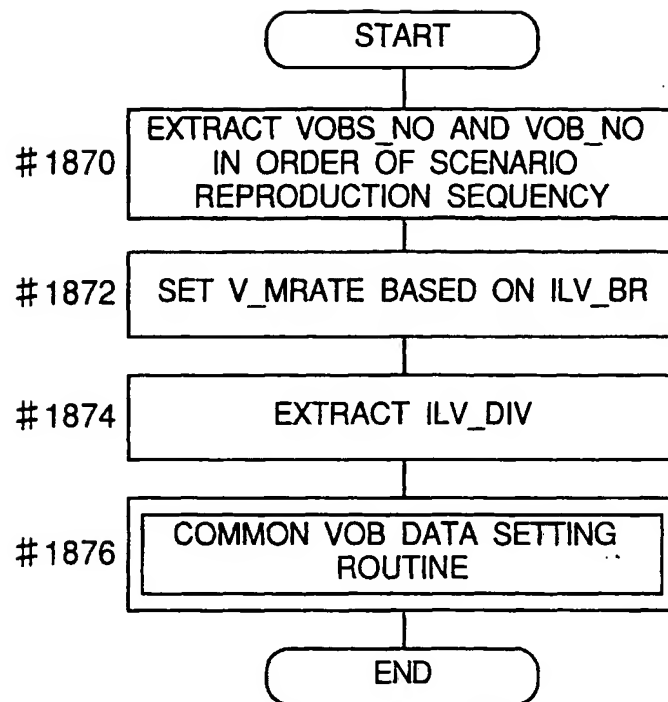 START
#1870
EXTRACT VOBS_NO AND VOB_NO
IN ORDER OF SCENARIO
REPRODUCTION SEQUENCY
#1872
SET V_MRATE BASED ON ILV_BR
#1874
EXTRACT ILV_DIV
#1876
COMMON VOB DATA SETTING
ROUTINE
END